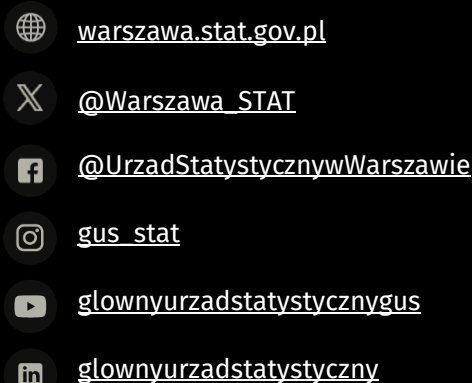 warszawa.stat.gov.pl
@Warszawa_STAT
@UrzadStatystycznywWarszawie
gus_stat
glownyurzadstatystycznygus
glownyurzadstatystyczny